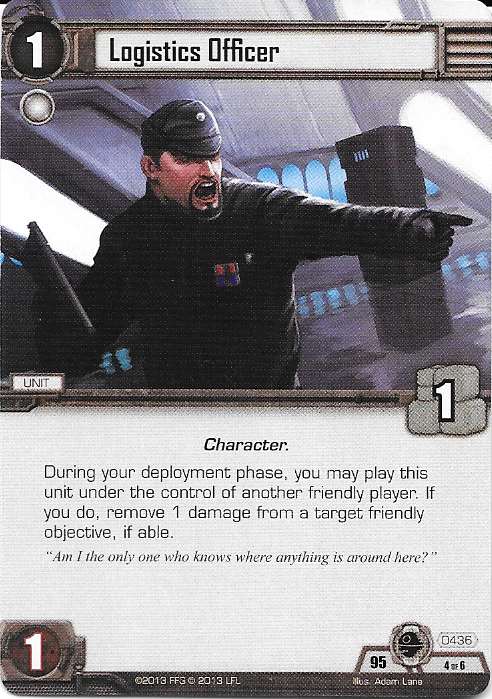 1
Logistics Officer
UNIT
1
Character.
During your deployment phase, you may play this
unit under the control of another friendly player. If
you do, remove 1 damage from a target friendly
objective, if able.
“Am I the only one who knows where anything is around here?”
1
95
0436
4 OF 6
©2013 FFG © 2013 LFL
Illus. Adam Lane